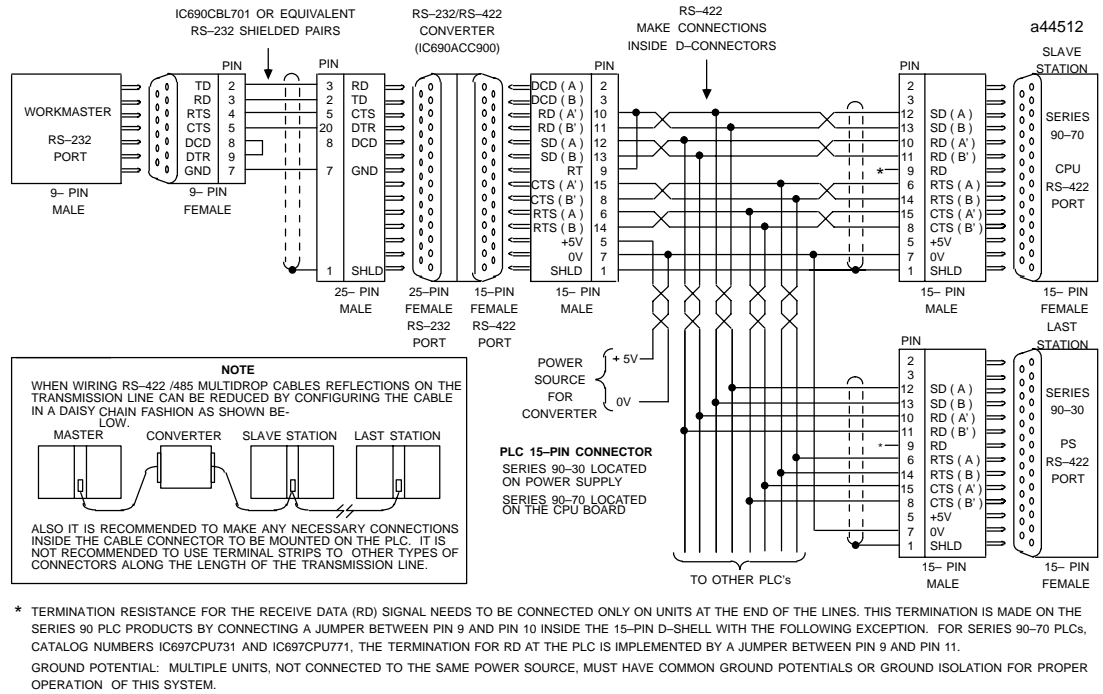 IC690CBL701 OR EQUIVALENT
RS–232 SHIELDED PAIRS
RS–232/RS–422
CONVERTER
(IC690ACC900)
RS–422
MAKE CONNECTIONS
INSIDE D–CONNECTORS
a44512
SLAVE
STATION
WORKMASTER
RS–232
PORT
9– PIN
MALE
PIN
TD 2
RD 3
RTS 4
CTS 5
DCD 8
DTR 9
GND 7
9– PIN
FEMALE
PIN
3 RD
2 TD
5 CTS
20 DTR
8 DCD
7 GND
1 SHLD
25– PIN
MALE
25–PIN
FEMALE
RS–232
PORT
15–PIN
FEMALE
RS–422
PORT
PIN
DCD ( A ) 2
DCD ( B ) 3
RD ( A' ) 10
RD ( B' ) 11
SD ( A ) 12
SD ( B ) 13
RT 9
CTS ( A' ) 15
CTS ( B' ) 8
RTS ( A ) 6
RTS ( B ) 14
+5V 5
0V 7
SHLD 1
15– PIN
MALE
PIN
2
3
12 SD ( A )
13 SD ( B )
10 RD ( A' )
11 RD ( B' )
* 9 RD
6 RTS ( A )
14 RTS ( B )
15 CTS ( A' )
8 CTS ( B' )
5 +5V
7 0V
1 SHLD
15– PIN
MALE
SERIES
90–70
CPU
RS–422
PORT
15– PIN
FEMALE
LAST
STATION
PIN
2
3
12 SD ( A )
13 SD ( B )
10 RD ( A' )
11 RD ( B' )
* 9 RD
6 RTS ( A )
14 RTS ( B )
15 CTS ( A' )
8 CTS ( B' )
5 +5V
7 0V
1 SHLD
15– PIN
MALE
SERIES
90–30
PS
RS–422
PORT
15– PIN
FEMALE
POWER
SOURCE
FOR
CONVERTER
+ 5V
0V
PLC 15–PIN CONNECTOR
SERIES 90–30 LOCATED
ON POWER SUPPLY
SERIES 90–70 LOCATED
ON THE CPU BOARD
TO OTHER PLC's
NOTE
WHEN WIRING RS–422 /485 MULTIDROP CABLES REFLECTIONS ON THE
TRANSMISSION LINE CAN BE REDUCED BY CONFIGURING THE CABLE
IN A DAISY CHAIN FASHION AS SHOWN BE-
LOW.
MASTER CONVERTER SLAVE STATION LAST STATION
ALSO IT IS RECOMMENDED TO MAKE ANY NECESSARY CONNECTIONS
INSIDE THE CABLE CONNECTOR TO BE MOUNTED ON THE PLC. IT IS
NOT RECOMMENDED TO USE TERMINAL STRIPS TO OTHER TYPES OF
CONNECTORS ALONG THE LENGTH OF THE TRANSMISSION LINE.
* TERMINATION RESISTANCE FOR THE RECEIVE DATA (RD) SIGNAL NEEDS TO BE CONNECTED ONLY ON UNITS AT THE END OF THE LINES. THIS TERMINATION IS MADE ON THE
SERIES 90 PLC PRODUCTS BY CONNECTING A JUMPER BETWEEN PIN 9 AND PIN 10 INSIDE THE 15–PIN D–SHELL WITH THE FOLLOWING EXCEPTION. FOR SERIES 90–70 PLCs,
CATALOG NUMBERS IC697CPU731 AND IC697CPU771, THE TERMINATION FOR RD AT THE PLC IS IMPLEMENTED BY A JUMPER BETWEEN PIN 9 AND PIN 11.
GROUND POTENTIAL: MULTIPLE UNITS, NOT CONNECTED TO THE SAME POWER SOURCE, MUST HAVE COMMON GROUND POTENTIALS OR GROUND ISOLATION FOR PROPER
OPERATION OF THIS SYSTEM.